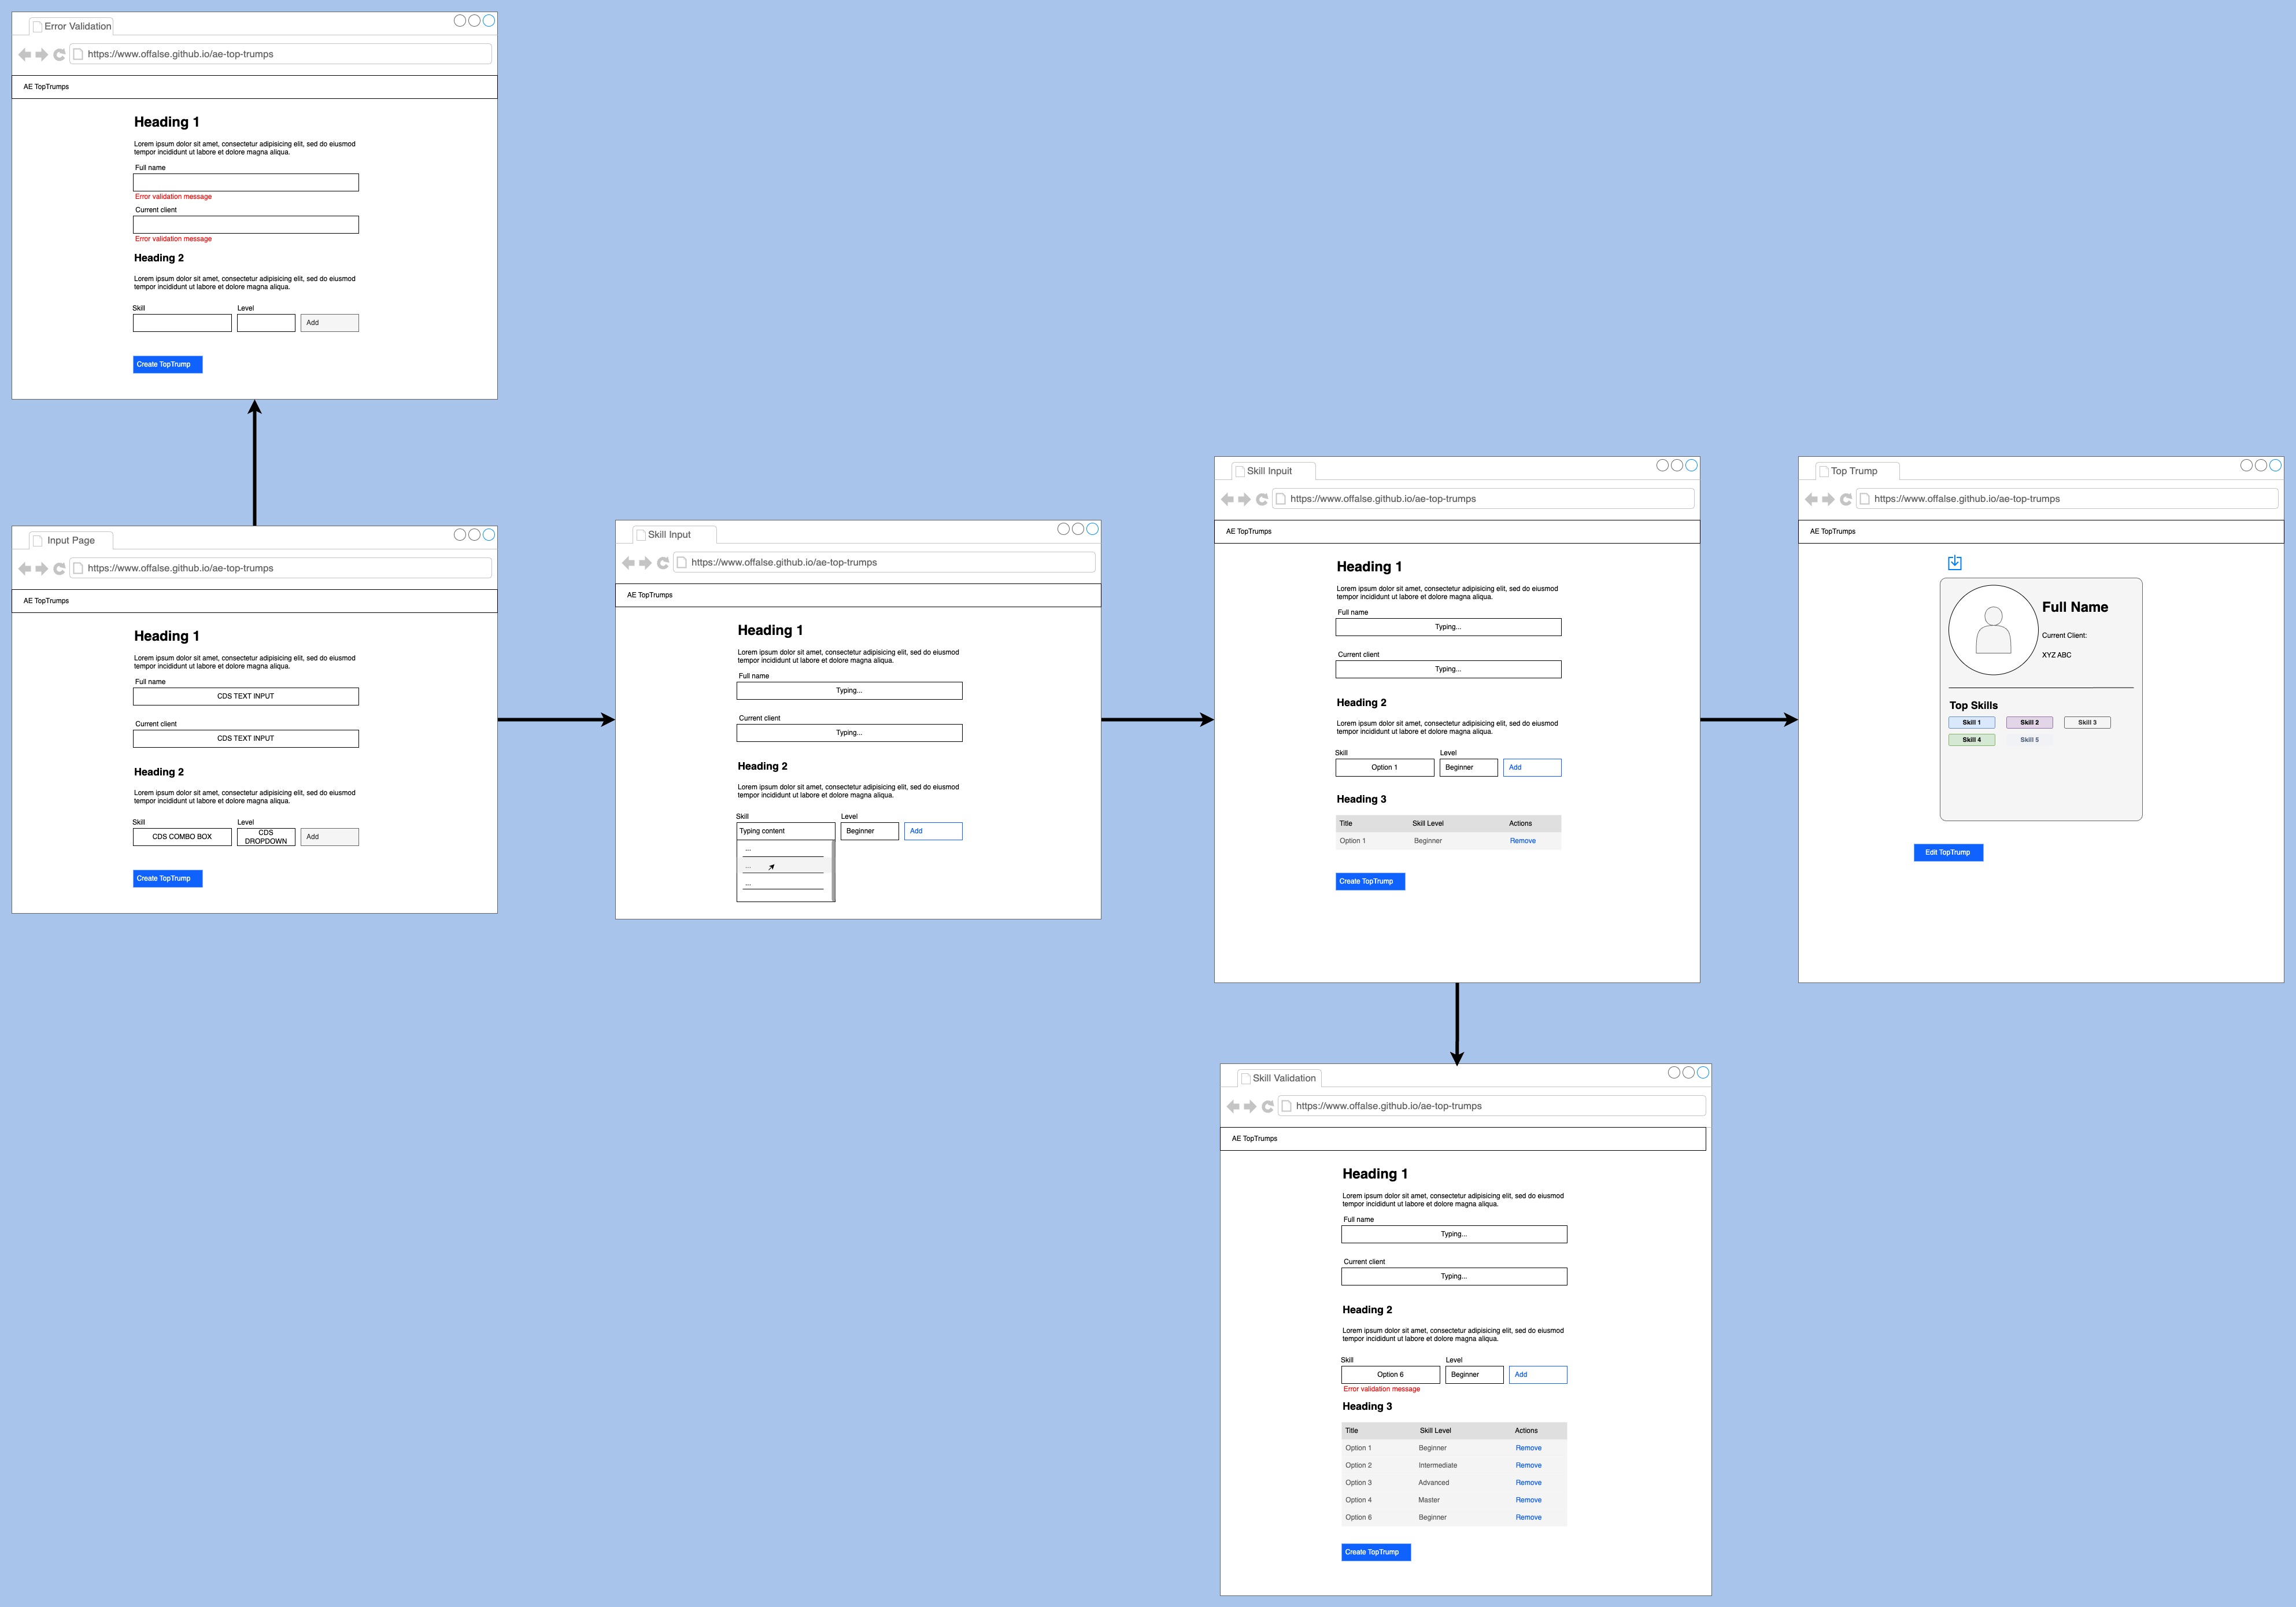 Error Validation
https://www.offalse.github.io/ae-top-trumps
AE TopTrumps
Heading 1
Lorem ipsum dolor sit amet, consectetur adipisicing elit, sed do eiusmod
tempor incididunt ut labore et dolore magna aliqua.
Full name
Error validation message
Current client
Error validation message
Heading 2
Lorem ipsum dolor sit amet, consectetur adipisicing elit, sed do eiusmod
tempor incididunt ut labore et dolore magna aliqua.
Skill Level
Add
Create TopTrump
Input Page
https://www.offalse.github.io/ae-top-trumps
AE TopTrumps
Heading 1
Lorem ipsum dolor sit amet, consectetur adipisicing elit, sed do eiusmod
tempor incididunt ut labore et dolore magna aliqua.
Full name
CDS TEXT INPUT
Current client
CDS TEXT INPUT
Heading 2
Lorem ipsum dolor sit amet, consectetur adipisicing elit, sed do eiusmod
tempor incididunt ut labore et dolore magna aliqua.
Skill Level
CDS COMBO BOX CDS DROPDOWN Add
Create TopTrump
Skill Input
https://www.offalse.github.io/ae-top-trumps
AE TopTrumps
Heading 1
Lorem ipsum dolor sit amet, consectetur adipisicing elit, sed do eiusmod
tempor incididunt ut labore et dolore magna aliqua.
Full name
Typing...
Current client
Typing...
Heading 2
Lorem ipsum dolor sit amet, consectetur adipisicing elit, sed do eiusmod
tempor incididunt ut labore et dolore magna aliqua.
Skill Level
Typing content Beginner Add
...
...
...
Skill Inpuit
https://www.offalse.github.io/ae-top-trumps
AE TopTrumps
Heading 1
Lorem ipsum dolor sit amet, consectetur adipisicing elit, sed do eiusmod
tempor incididunt ut labore et dolore magna aliqua.
Full name
Typing...
Current client
Typing...
Heading 2
Lorem ipsum dolor sit amet, consectetur adipisicing elit, sed do eiusmod
tempor incididunt ut labore et dolore magna aliqua.
Skill Level
Option 1 Beginner Add
Heading 3
Title Skill Level Actions
Option 1 Beginner Remove
Create TopTrump
Top Trump
https://www.offalse.github.io/ae-top-trumps
AE TopTrumps
Full Name
Current Client:
XYZ ABC
Top Skills
Skill 1 Skill 2 Skill 3
Skill 4 Skill 5
Edit TopTrump
Skill Validation
https://www.offalse.github.io/ae-top-trumps
AE TopTrumps
Heading 1
Lorem ipsum dolor sit amet, consectetur adipisicing elit, sed do eiusmod
tempor incididunt ut labore et dolore magna aliqua.
Full name
Typing...
Current client
Typing...
Heading 2
Lorem ipsum dolor sit amet, consectetur adipisicing elit, sed do eiusmod
tempor incididunt ut labore et dolore magna aliqua.
Skill Level
Option 6 Beginner Add
Error validation message
Heading 3
Title Skill Level Actions
Option 1 Beginner Remove
Option 2 Intermediate Remove
Option 3 Advanced Remove
Option 4 Master Remove
Option 6 Beginner Remove
Create TopTrump